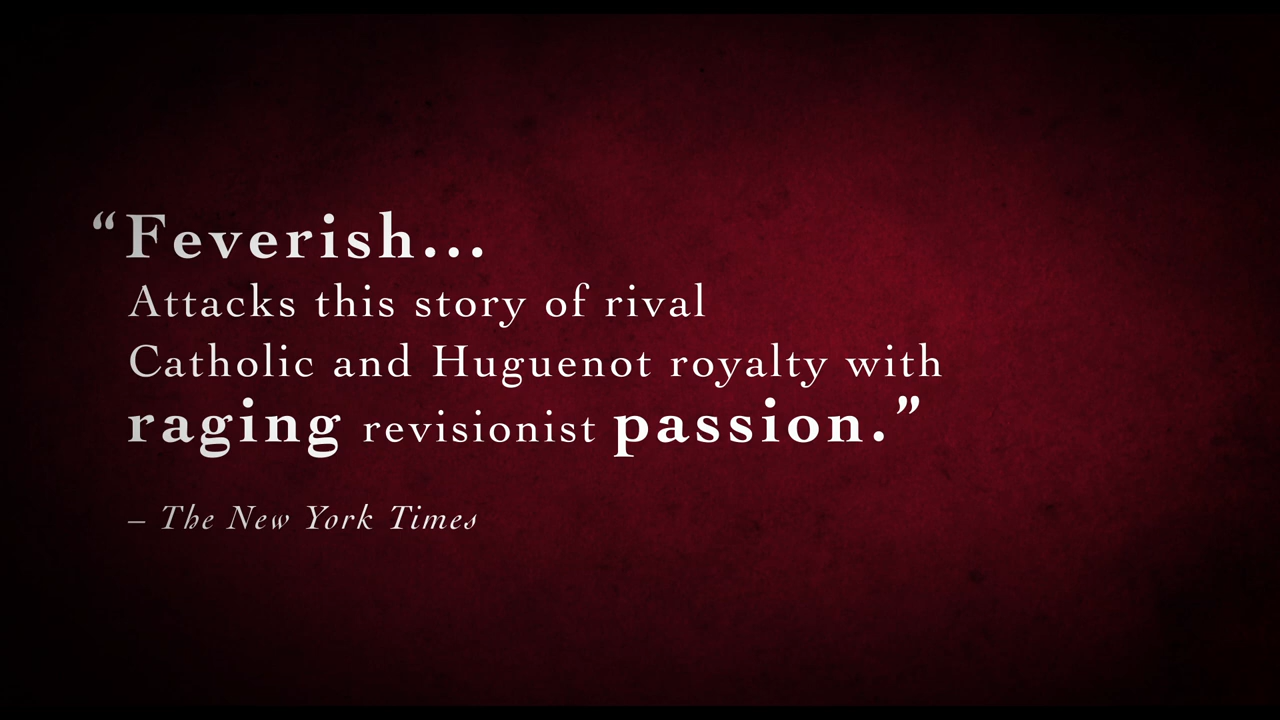 “Feverish...
Attacks this story of rival
Catholic and Huguenot royalty with
raging revisionist passion.”
– The New York Times